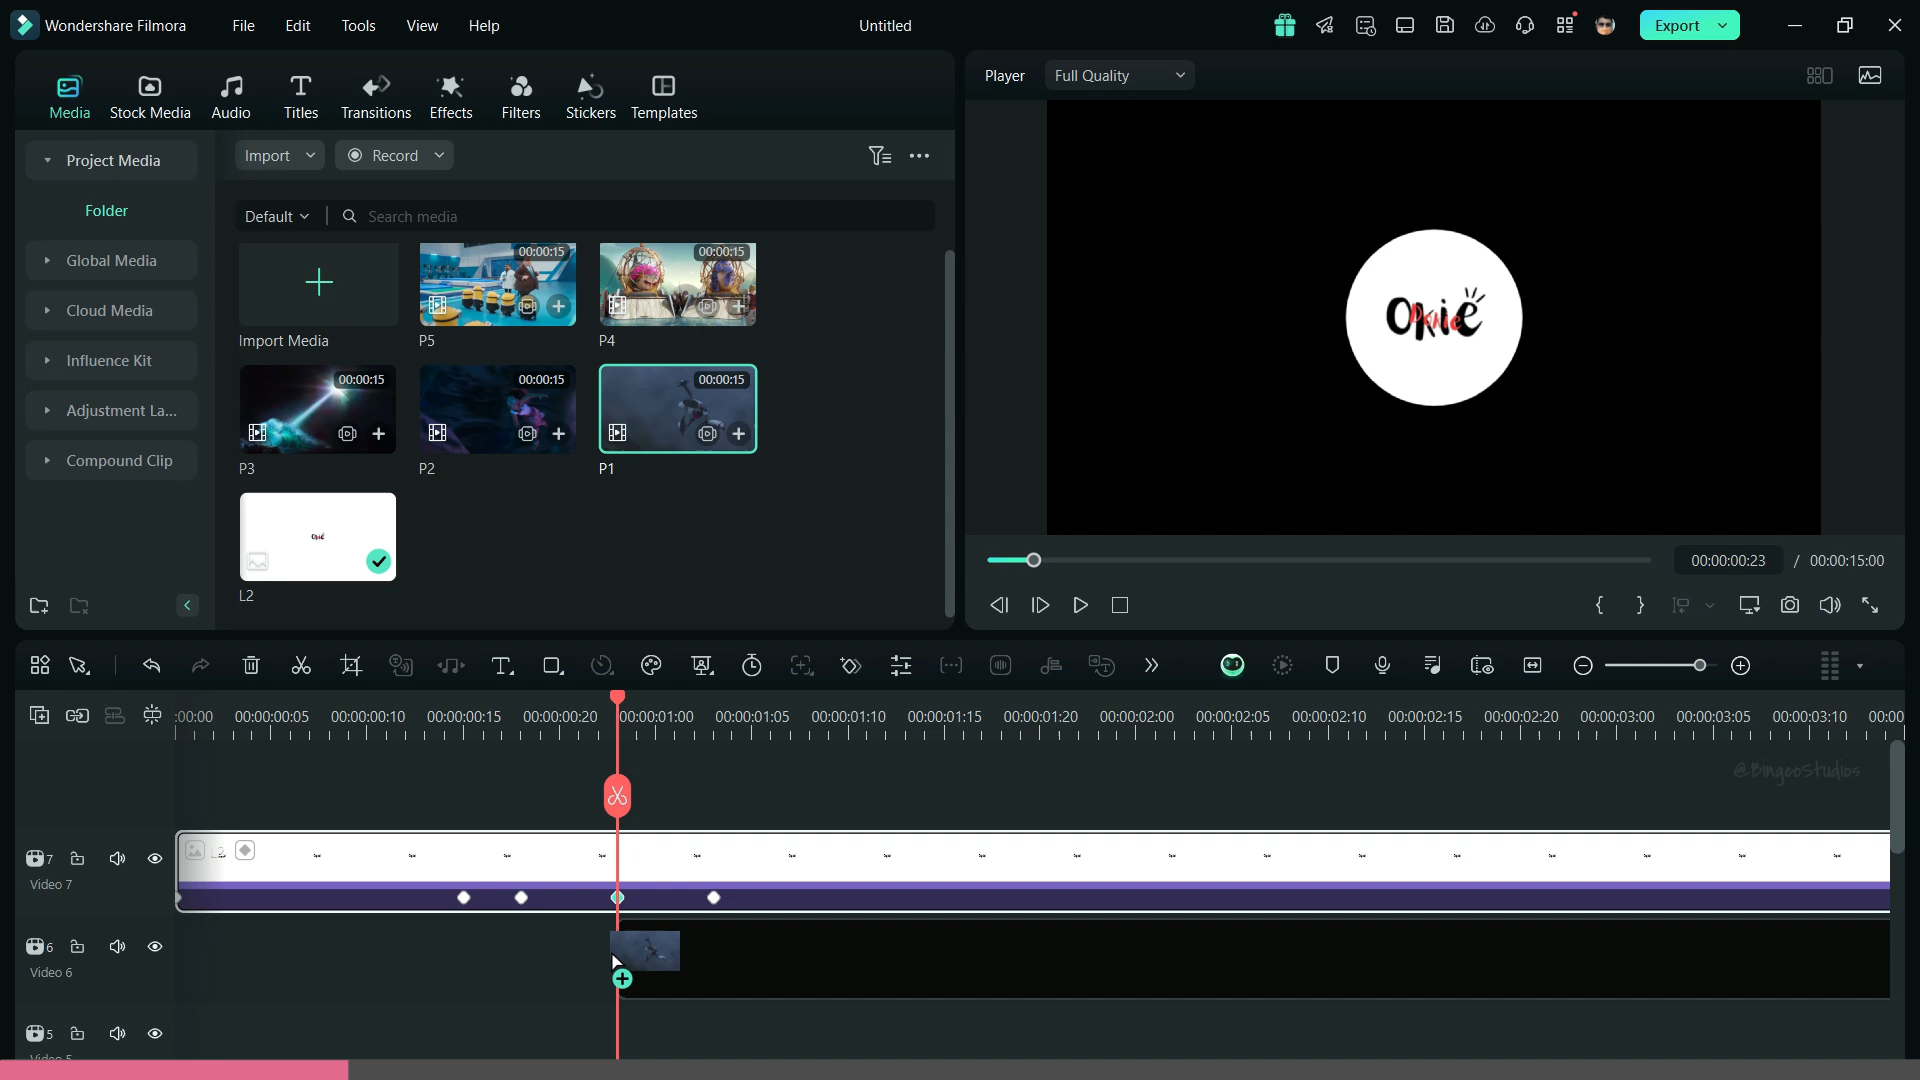 Wondershare Filmora
File Edit Tools View Help
Untitled
Export
Media
Stock Media
Audio
Titles
Transitions
Effects
Filters
Stickers
Templates
Player
Full Quality
Project Media
Folder
Global Media
Cloud Media
Influence Kit
Adjustment La...
Compound Clip
Import
Record
Default
Search media
Import Media
00:00:15
P5
00:00:15
P4
00:00:15
P3
00:00:15
P2
00:00:15
P1
L2
Okie
00:00:00:23 / 00:00:15:00
:00:00 00:00:00:05 00:00:00:10 00:00:00:15 00:00:00:20 00:00:01:00 00:00:01:05 00:00:01:10 00:00:01:15 00:00:01:20 00:00:02:00 00:00:02:05 00:00:02:10 00:00:02:15 00:00:02:20 00:00:03:00 00:00:03:05 00:00:03:10 00:00
@BingooStudios
7
Video 7
L2
6
Video 6
5
Video 5